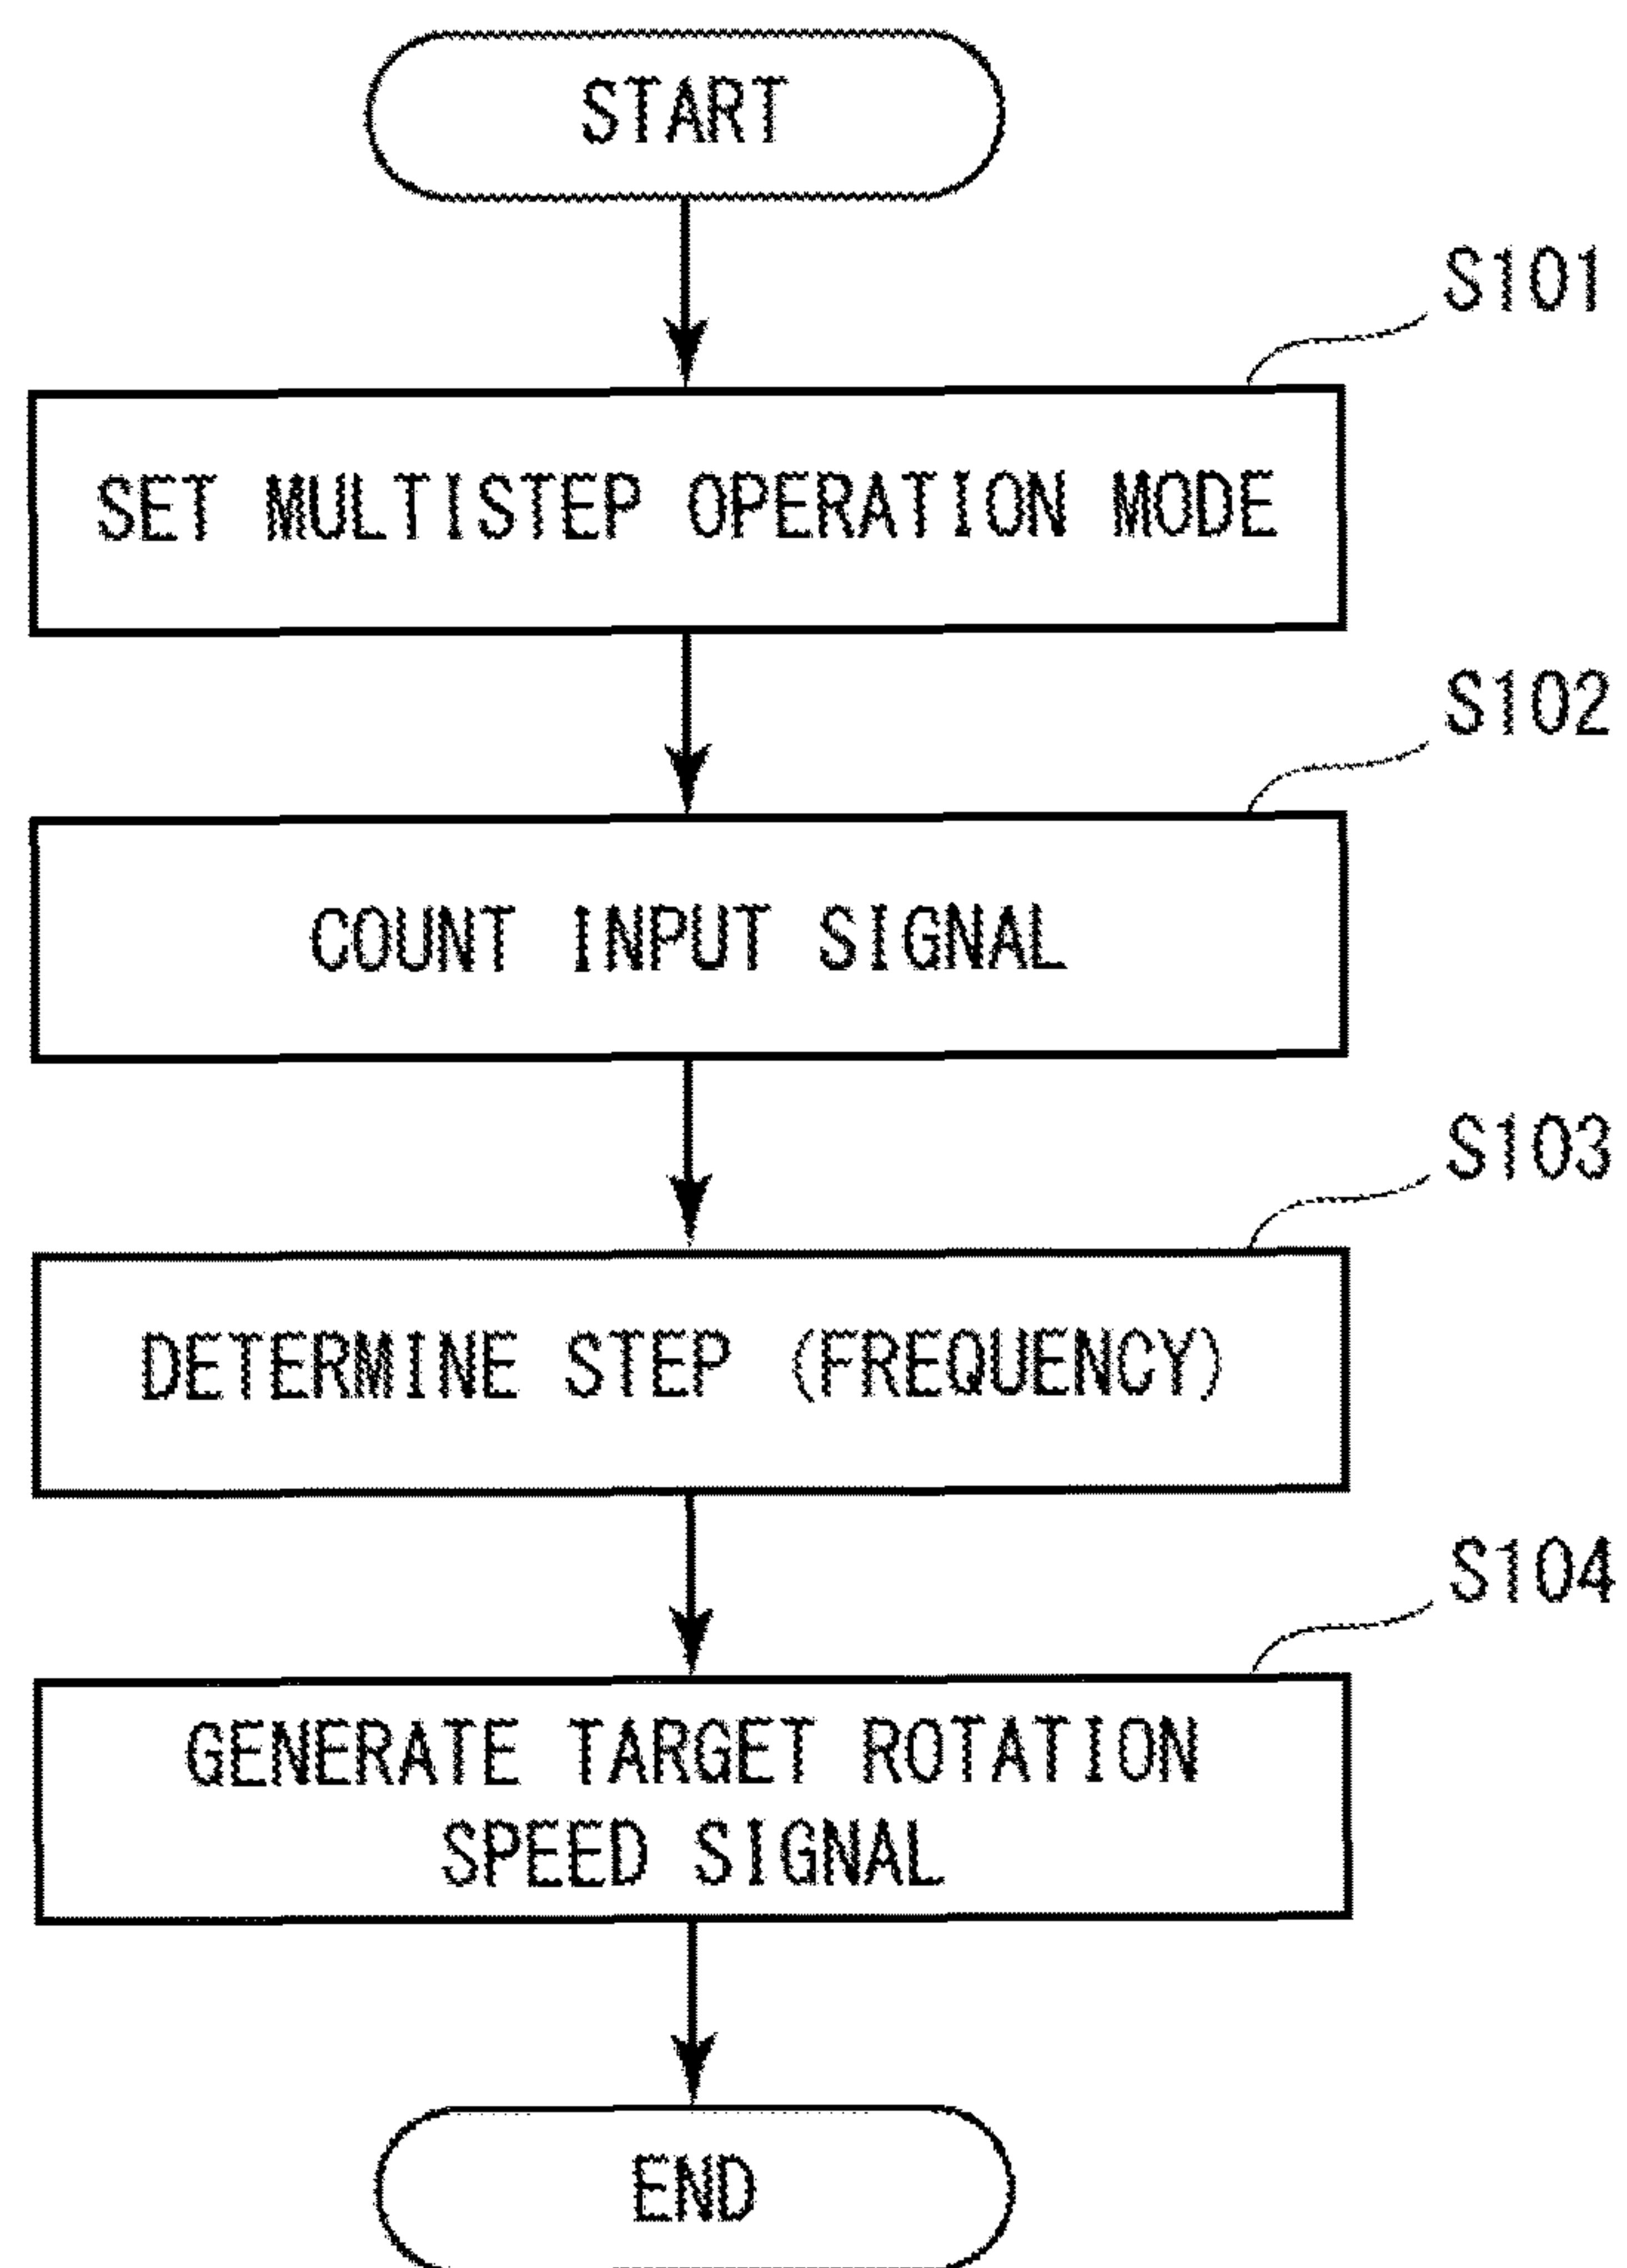 START
S101
SET MULTISTEP OPERATION MODE
S102
COUNT INPUT SIGNAL
S103
DETERMINE STEP (FREQUENCY)
S104
GENERATE TARGET ROTATION
SPEED SIGNAL
END